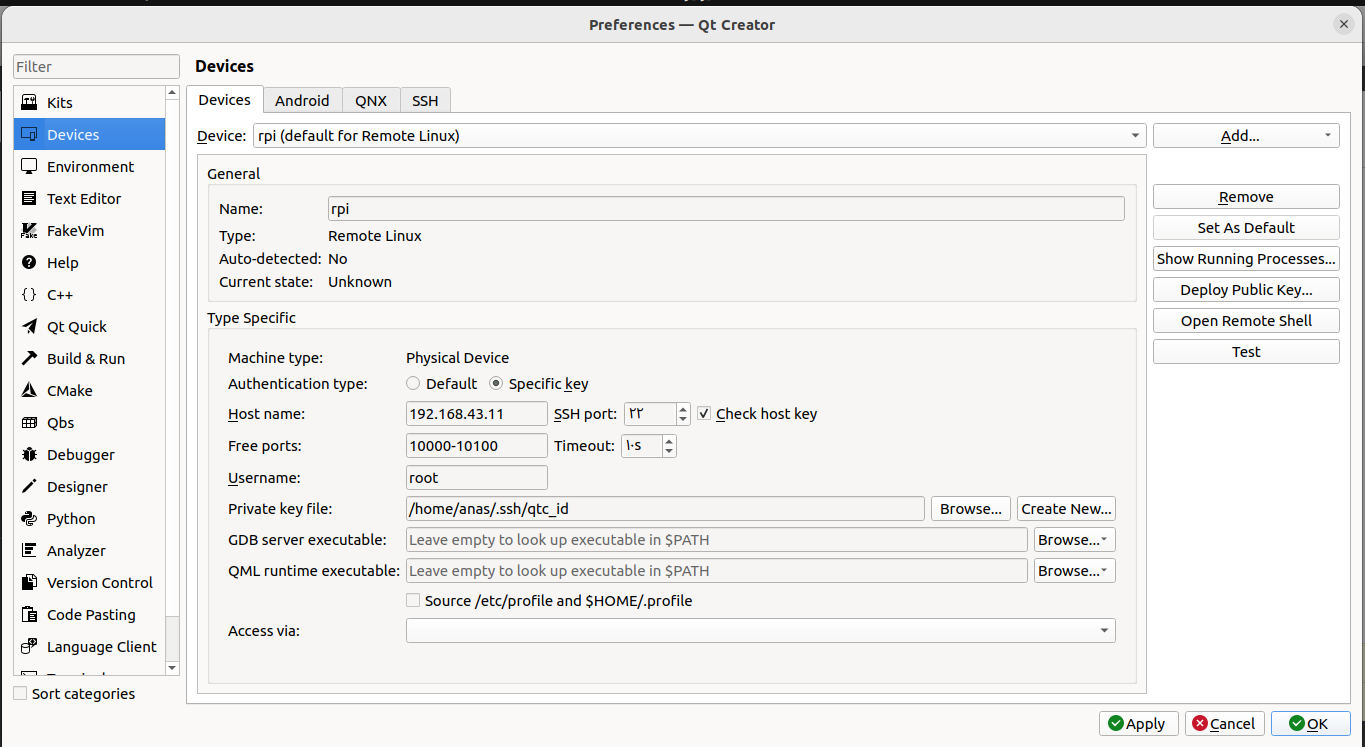 Preferences — Qt Creator
Filter
Kits
Devices
Environment
Text Editor
FakeVim
Help
C++
Qt Quick
Build & Run
CMake
Qbs
Debugger
Designer
Python
Analyzer
Version Control
Code Pasting
Language Client
Sort categories
Devices
Devices Android QNX SSH
Device: rpi (default for Remote Linux) Add...
General
Name: rpi
Type: Remote Linux
Auto-detected: No
Current state: Unknown
Type Specific
Machine type: Physical Device
Authentication type: Default Specific key
Host name: 192.168.43.11 SSH port: ٢٢ Check host key
Free ports: 10000-10100 Timeout: ١٠s
Username: root
Private key file: /home/anas/.ssh/qtc_id Browse... Create New...
GDB server executable: Leave empty to look up executable in $PATH Browse...
QML runtime executable: Leave empty to look up executable in $PATH Browse...
Source /etc/profile and $HOME/.profile
Access via:
Remove
Set As Default
Show Running Processes...
Deploy Public Key...
Open Remote Shell
Test
Apply Cancel OK